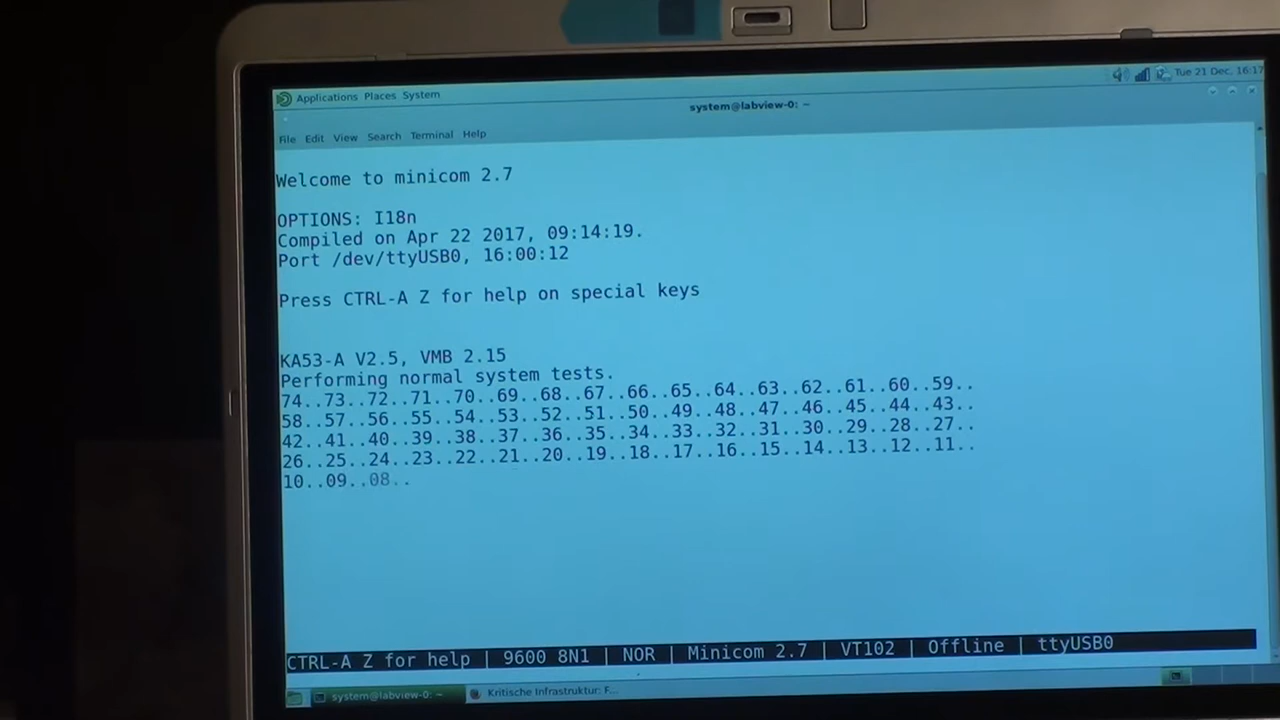 Applications Places System
Tue 21 Dec, 16:17
system@labview-0: ~
File Edit View Search Terminal Help
Welcome to minicom 2.7
OPTIONS: I18n
Compiled on Apr 22 2017, 09:14:19.
Port /dev/ttyUSB0, 16:00:12
Press CTRL-A Z for help on special keys
KA53-A V2.5, VMB 2.15
Performing normal system tests.
74..73..72..71..70..69..68..67..66..65..64..63..62..61..60..59..
58..57..56..55..54..53..52..51..50..49..48..47..46..45..44..43..
42..41..40..39..38..37..36..35..34..33..32..31..30..29..28..27..
26..25..24..23..22..21..20..19..18..17..16..15..14..13..12..11..
10..09..08..
CTRL-A Z for help | 9600 8N1 | NOR | Minicom 2.7 | VT102 | Offline | ttyUSB0
system@labview-0: ~
Kritische Infrastruktur: F...